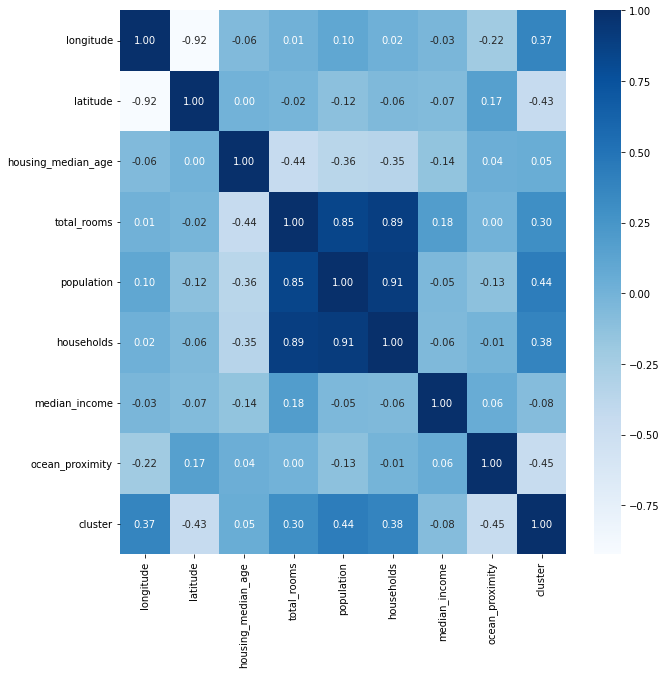 longitude 1.00 -0.92 -0.06 0.01 0.10 0.02 -0.03 -0.22 0.37
latitude -0.92 1.00 0.00 -0.02 -0.12 -0.06 -0.07 0.17 -0.43
housing_median_age -0.06 0.00 1.00 -0.44 -0.36 -0.35 -0.14 0.04 0.05
total_rooms 0.01 -0.02 -0.44 1.00 0.85 0.89 0.18 0.00 0.30
population 0.10 -0.12 -0.36 0.85 1.00 0.91 -0.05 -0.13 0.44
households 0.02 -0.06 -0.35 0.89 0.91 1.00 -0.06 -0.01 0.38
median_income -0.03 -0.07 -0.14 0.18 -0.05 -0.06 1.00 0.06 -0.08
ocean_proximity -0.22 0.17 0.04 0.00 -0.13 -0.01 0.06 1.00 -0.45
cluster 0.37 -0.43 0.05 0.30 0.44 0.38 -0.08 -0.45 1.00
longitude
latitude
housing_median_age
total_rooms
population
households
median_income
ocean_proximity
cluster
1.00
0.75
0.50
0.25
0.00
-0.25
-0.50
-0.75